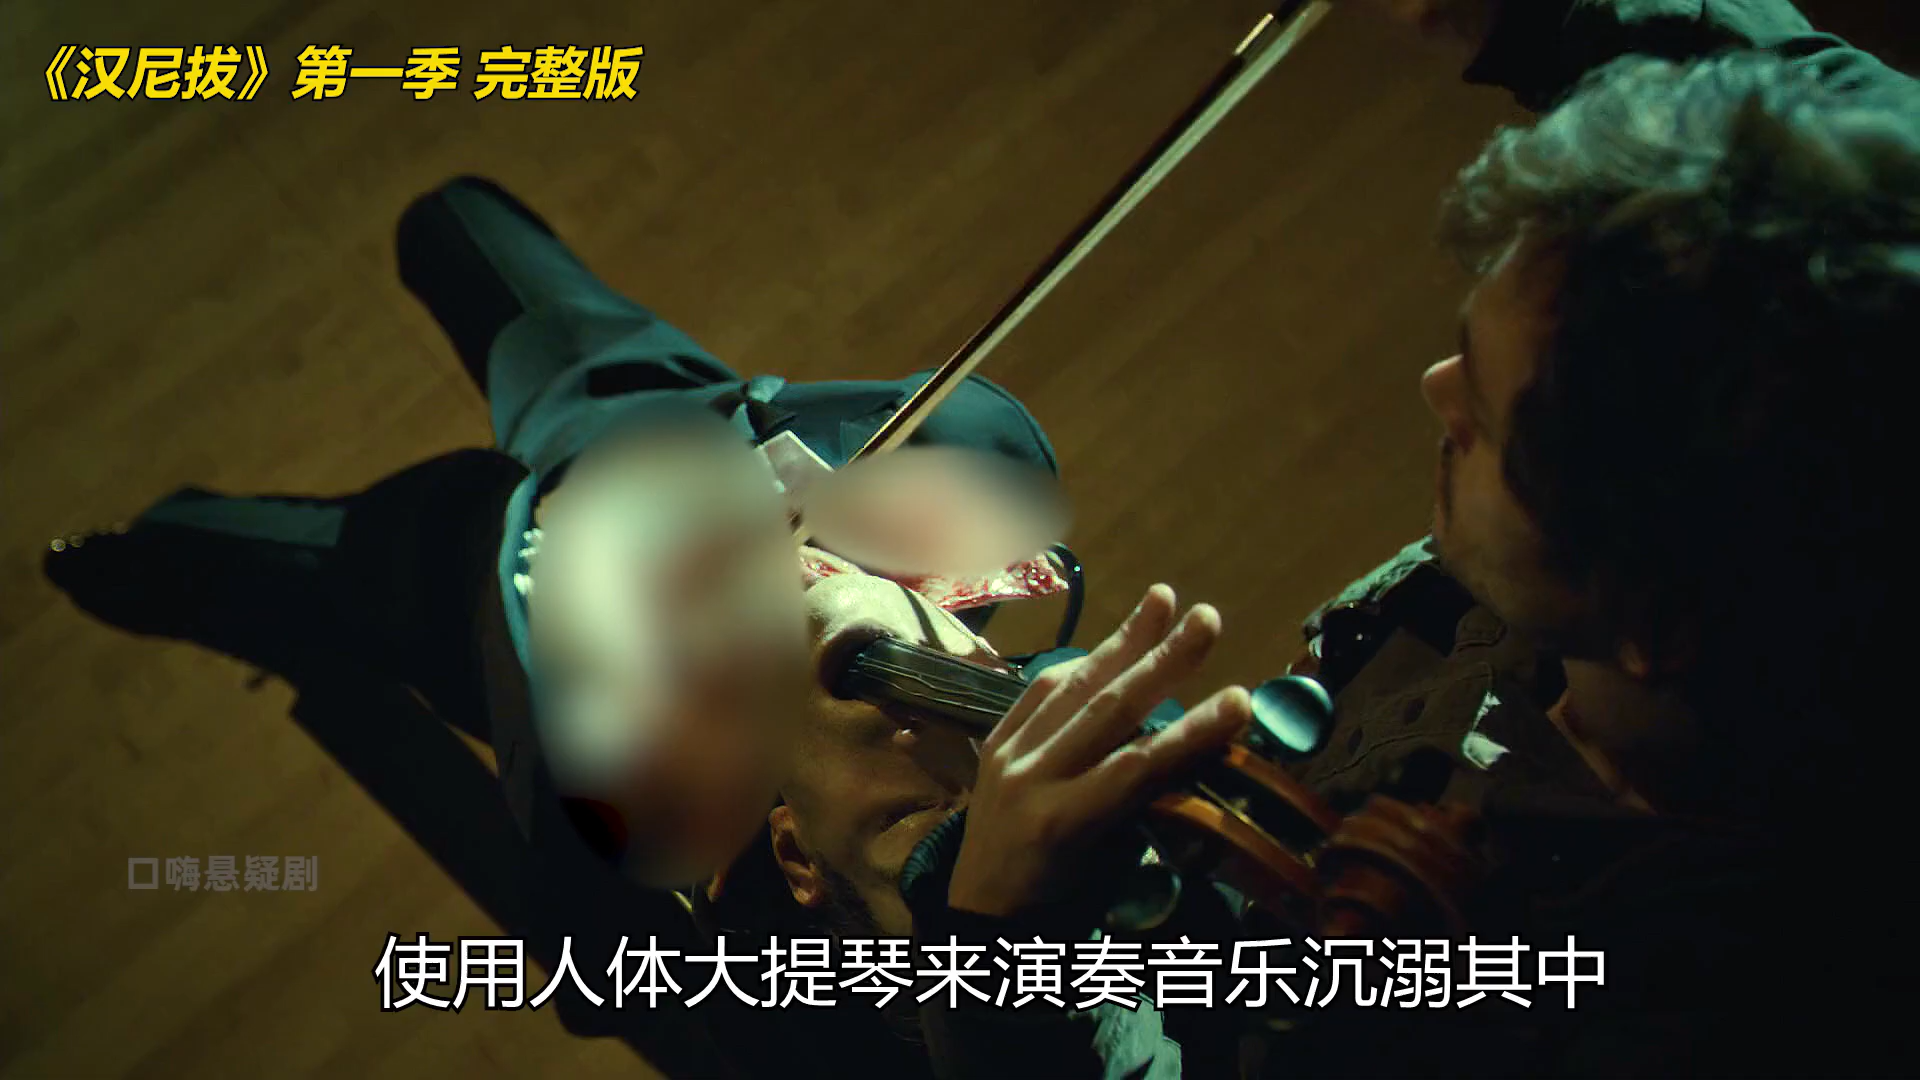 《汉尼拔》第一季 完整版
口嗨悬疑剧
使用人体大提琴来演奏音乐沉溺其中